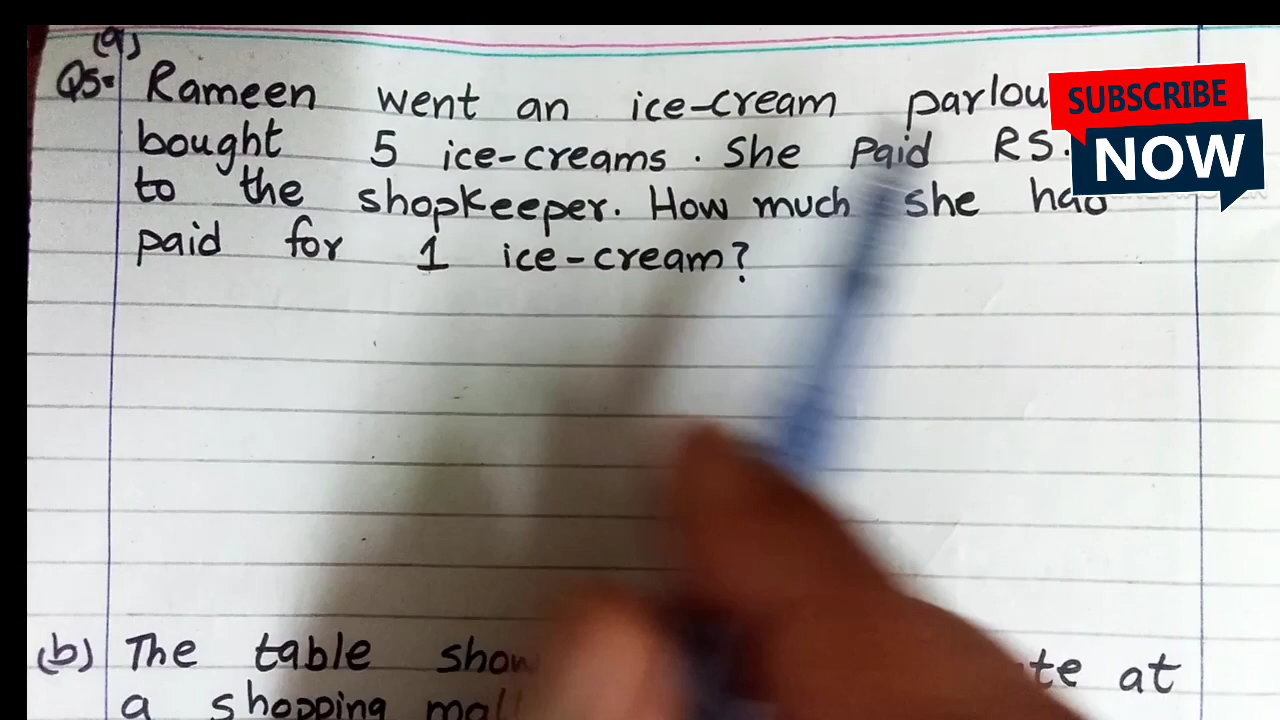 (a)
Q5= Rameen went an ice-cream parlou
bought 5 ice-creams. She paid RS.
to the shopkeeper. How much she had
paid for 1 ice-cream?
(b) The table show te at
a shopping mall
SUBSCRIBE
NOW